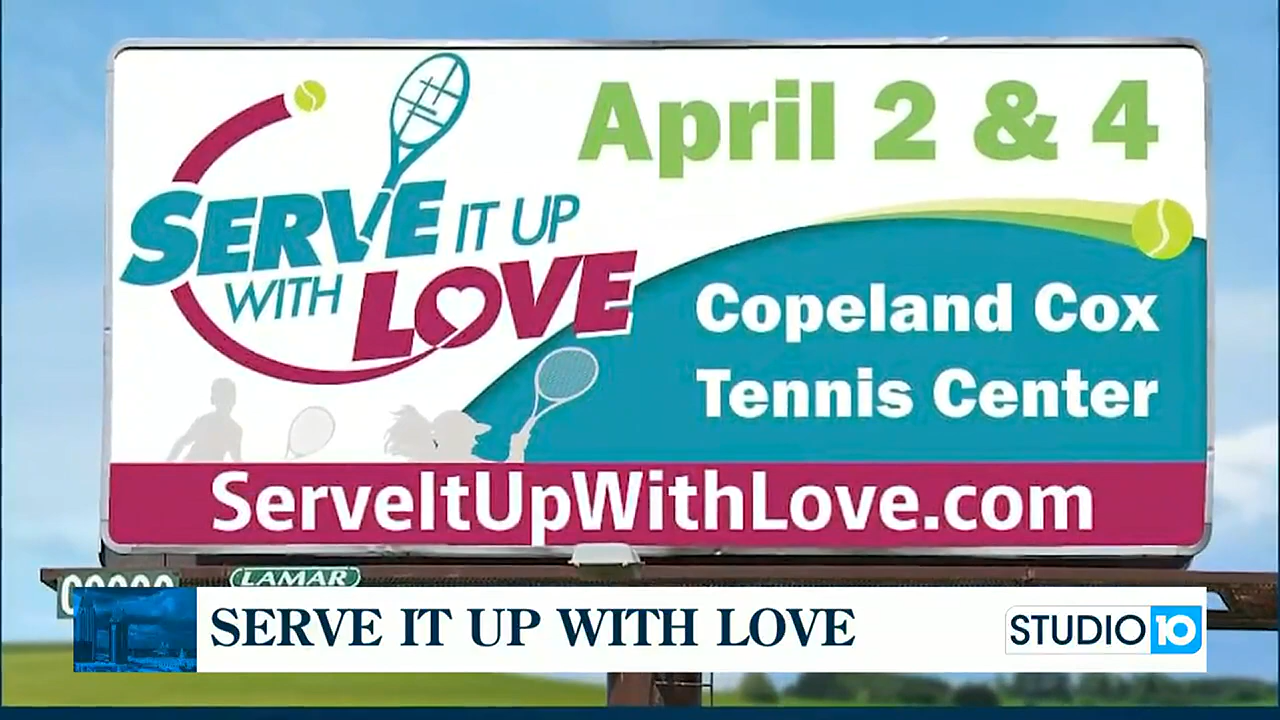 April 2 & 4
SERVE IT UP
WITH LOVE
Copeland Cox
Tennis Center
ServeItUpWithLove.com
LAMAR
SERVE IT UP WITH LOVE
STUDIO 10